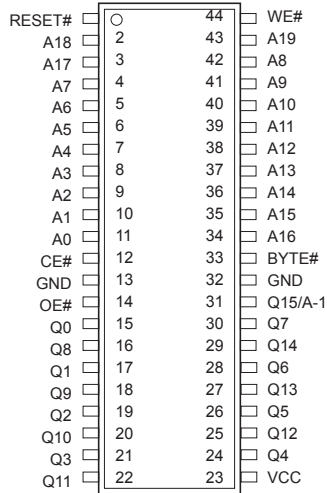 RESET# 44 WE#
A18 2 43 A19
A17 3 42 A8
A7 4 41 A9
A6 5 40 A10
A5 6 39 A11
A4 7 38 A12
A3 8 37 A13
A2 9 36 A14
A1 10 35 A15
A0 11 34 A16
CE# 12 33 BYTE#
GND 13 32 GND
OE# 14 31 Q15/A-1
Q0 15 30 Q7
Q8 16 29 Q14
Q1 17 28 Q6
Q9 18 27 Q13
Q2 19 26 Q5
Q10 20 25 Q12
Q3 21 24 Q4
Q11 22 23 VCC